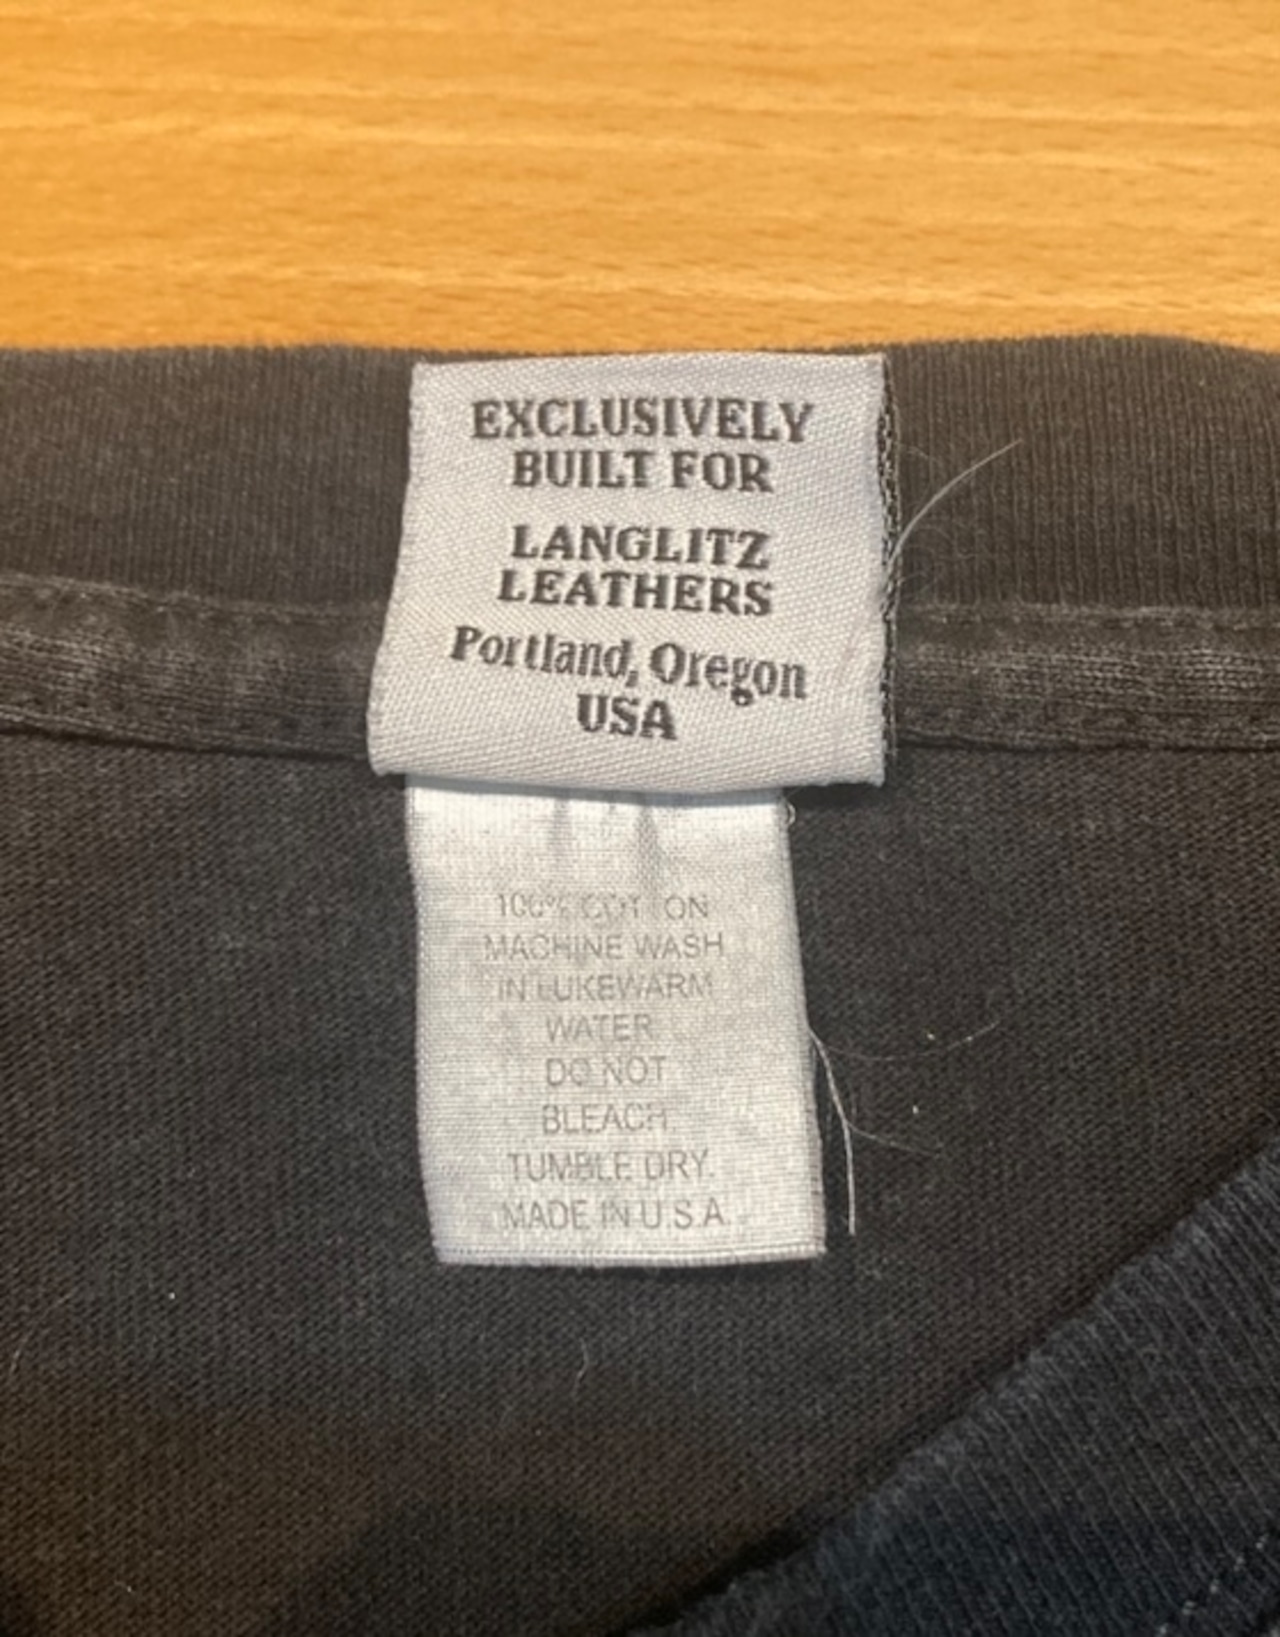 EXCLUSIVELY
BUILT FOR
LANGLITZ
LEATHERS
Portland, Oregon
USA
100% COTTON
MACHINE WASH
IN LUKEWARM
WATER
DO NOT
BLEACH.
TUMBLE DRY.
MADE IN U.S.A.